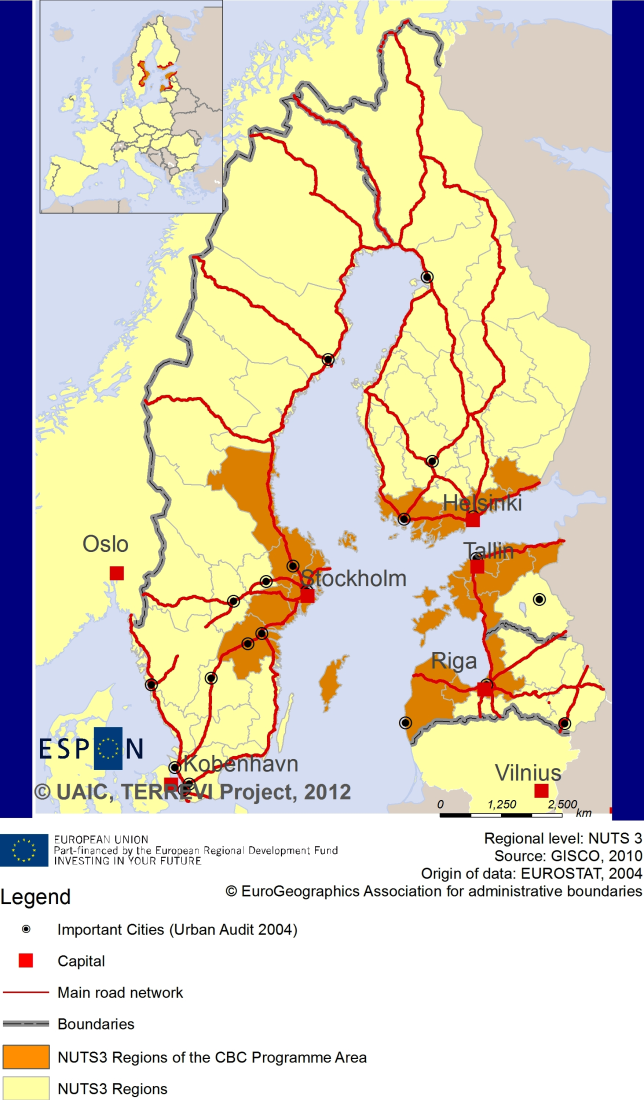 Helsinki
Oslo
Tallin
Stockholm
Riga
ESPON
Kobenhavn
Vilnius
© UAIC, TERREVI Project, 2012
0 1,250 2,500 km
EUROPEAN UNION
Part-financed by the European Regional Development Fund
INVESTING IN YOUR FUTURE
Regional level: NUTS 3
Source: GISCO, 2010
Origin of data: EUROSTAT, 2004
© EuroGeographics Association for administrative boundaries
Legend
Important Cities (Urban Audit 2004)
Capital
Main road network
Boundaries
NUTS3 Regions of the CBC Programme Area
NUTS3 Regions